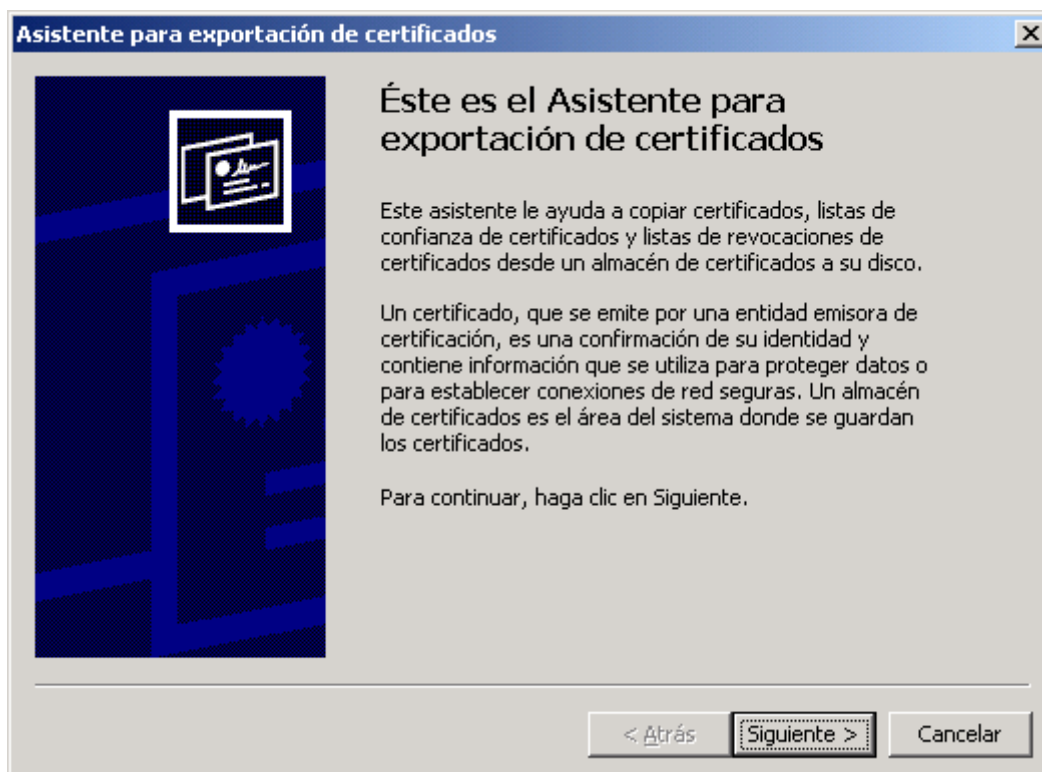 Asistente para exportación de certificados
Éste es el Asistente para
exportación de certificados
Este asistente le ayuda a copiar certificados, listas de
confianza de certificados y listas de revocaciones de
certificados desde un almacén de certificados a su disco.
Un certificado, que se emite por una entidad emisora de
certificación, es una confirmación de su identidad y
contiene información que se utiliza para proteger datos o
para establecer conexiones de red seguras. Un almacén
de certificados es el área del sistema donde se guardan
los certificados.
Para continuar, haga clic en Siguiente.
< Atrás Siguiente > Cancelar